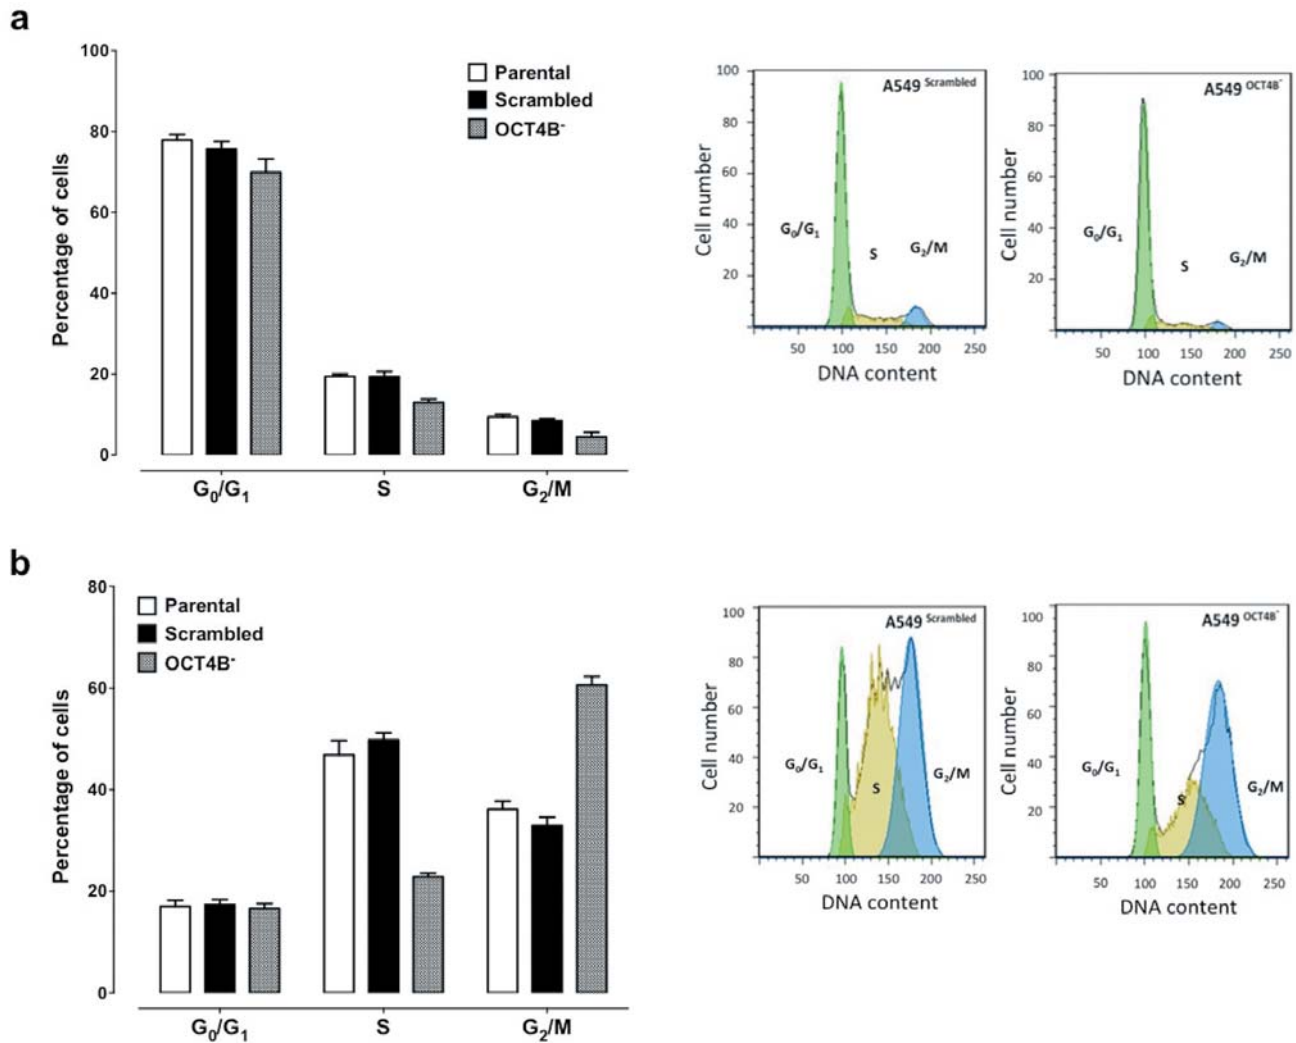 a
Percentage of cells
100
80
60
40
20
0
Parental
Scrambled
OCT4B⁻
G₀/G₁ S G₂/M
Cell number
100
80
60
40
20
A549 Scrambled
G₀/G₁ S G₂/M
50 100 150 200 250
DNA content
Cell number
100
80
60
40
20
A549 OCT4B⁻
G₀/G₁ S G₂/M
50 100 150 200 250
DNA content
b
Percentage of cells
80
60
40
20
0
Parental
Scrambled
OCT4B⁻
G₀/G₁ S G₂/M
Cell number
100
80
60
40
20
A549 Scrambled
G₀/G₁ S G₂/M
50 100 150 200 250
DNA content
Cell number
100
80
60
40
20
A549 OCT4B⁻
G₀/G₁ S G₂/M
50 100 150 200 250
DNA content